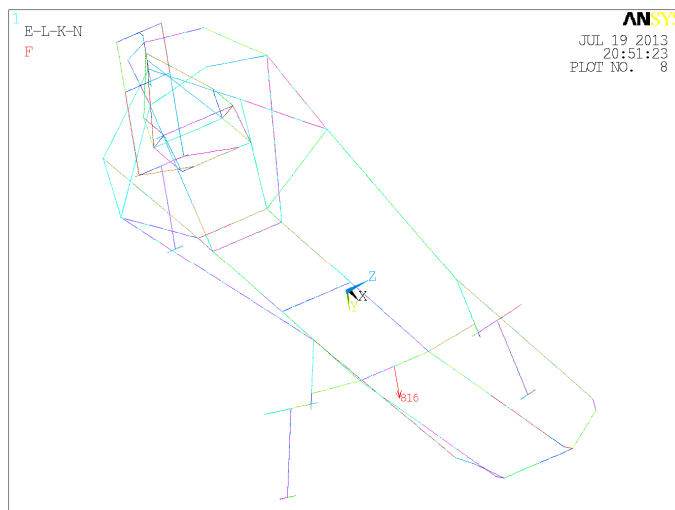 1
E-L-K-N
F
ANSYS
JUL 19 2013
20:51:23
PLOT NO. 8
Z
X
Y
816